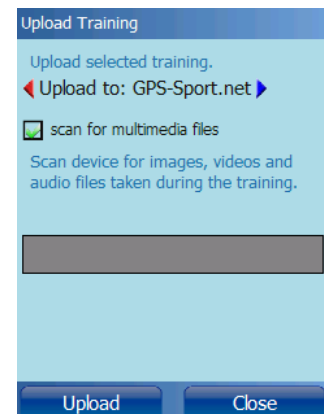 Upload Training
Upload selected training.
Upload to: GPS-Sport.net
scan for multimedia files
Scan device for images, videos and
audio files taken during the training.
Upload
Close